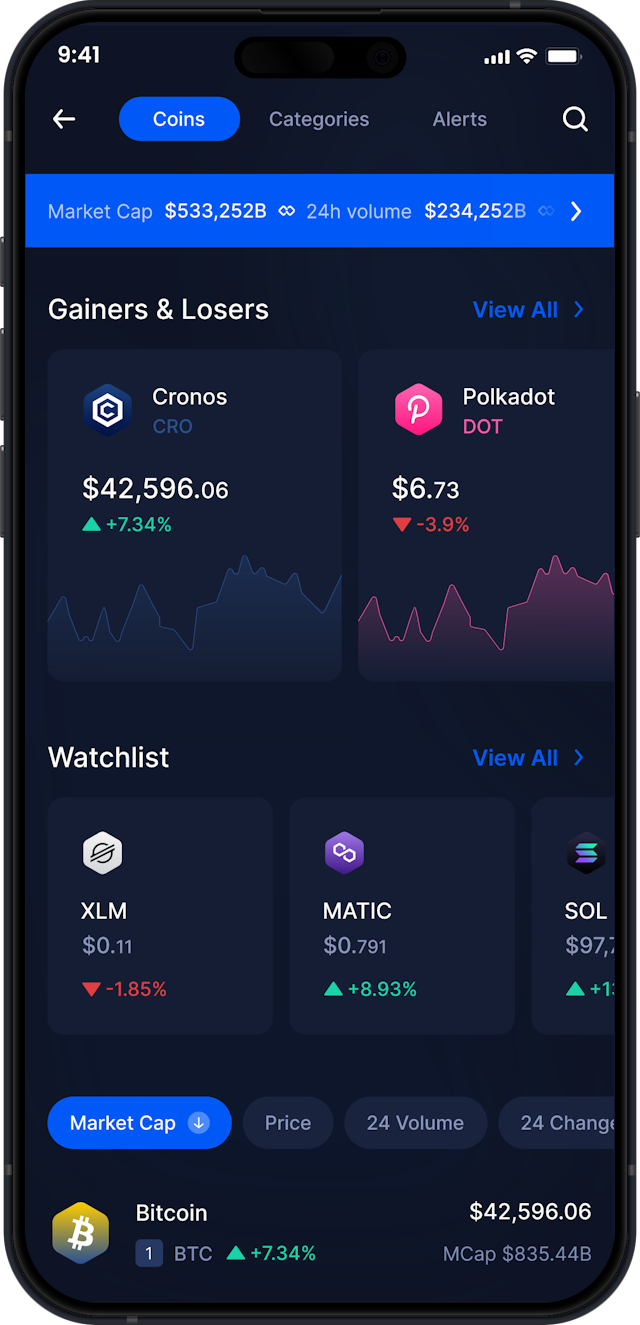 9:41
Coins Categories Alerts
Market Cap $533,252B 24h volume $234,252B
Gainers & Losers View All
Cronos Polkadot
CRO DOT
$42,596.06 $6.73
+7.34% -3.9%
Watchlist View All
XLM MATIC SOL
$0.11 $0.791 $97,7
-1.85% +8.93% +13
Market Cap Price 24 Volume 24 Change
Bitcoin $42,596.06
1 BTC +7.34% MCap $835.44B